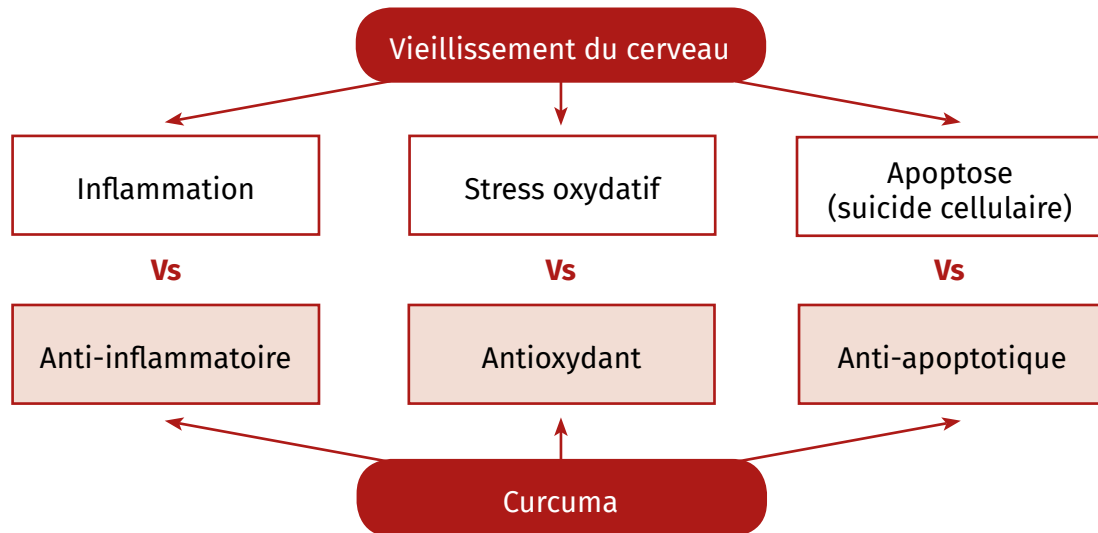 Vieillissement du cerveau
Inflammation
Stress oxydatif
Apoptose
(suicide cellulaire)
Vs
Vs
Vs
Anti-inflammatoire
Antioxydant
Anti-apoptotique
Curcuma